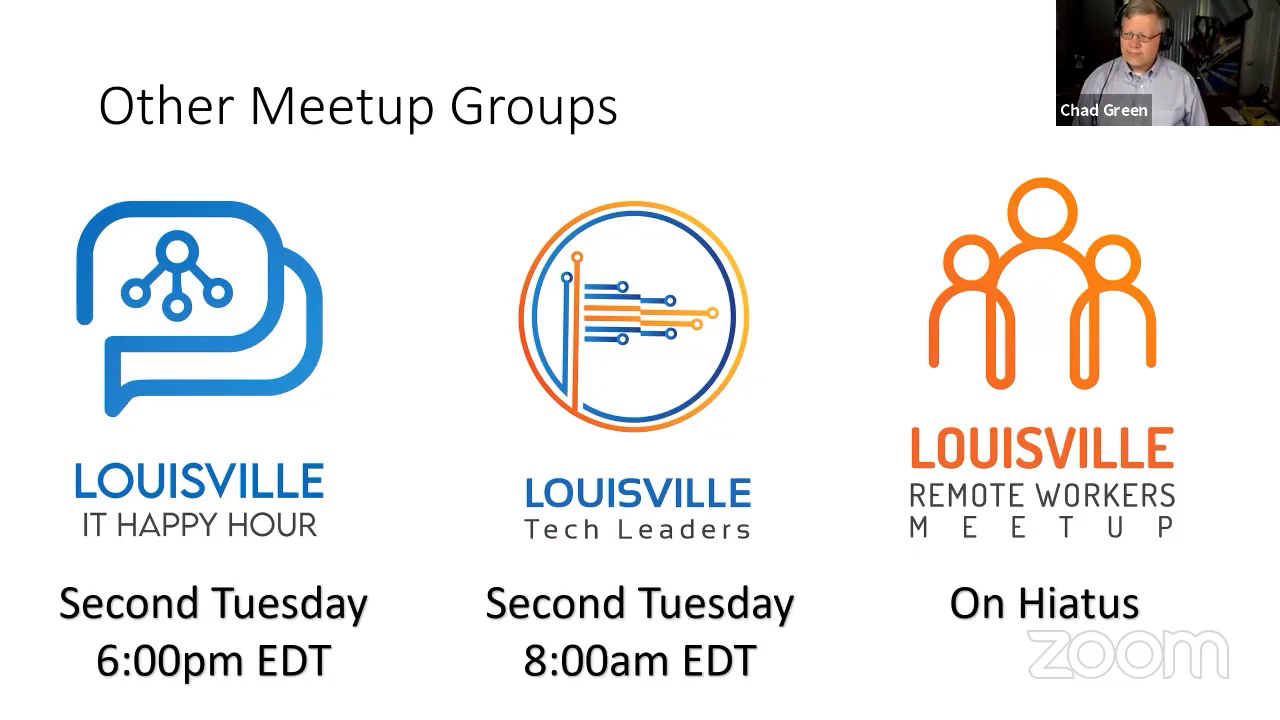 Other Meetup Groups
Chad Green
LOUISVILLE
IT HAPPY HOUR
Second Tuesday
6:00pm EDT
LOUISVILLE
Tech Leaders
Second Tuesday
8:00am EDT
LOUISVILLE
REMOTE WORKERS
MEETUP
On Hiatus
zoom